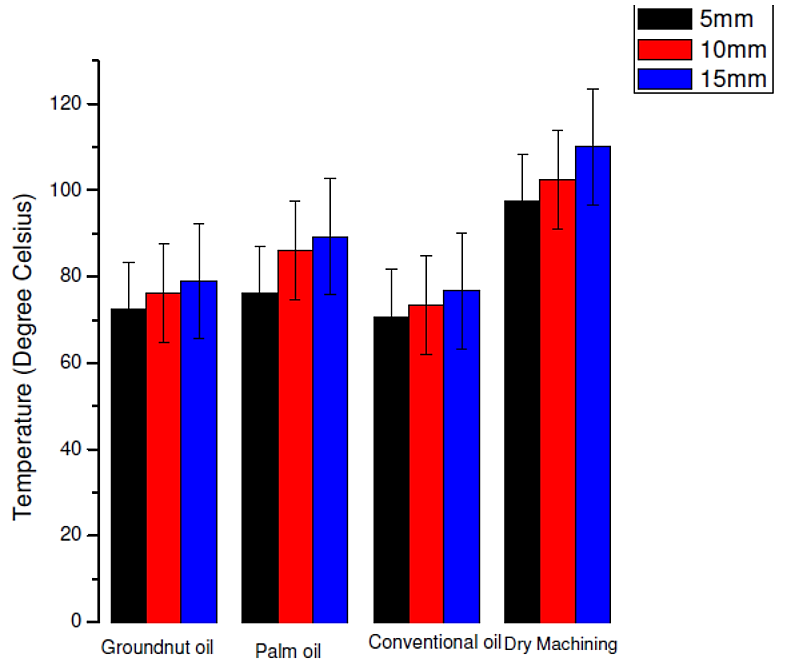 5mm
10mm
15mm
Temperature (Degree Celsius)
120
100
80
60
40
20
0
Groundnut oil
Palm oil
Conventional oil
Dry Machining